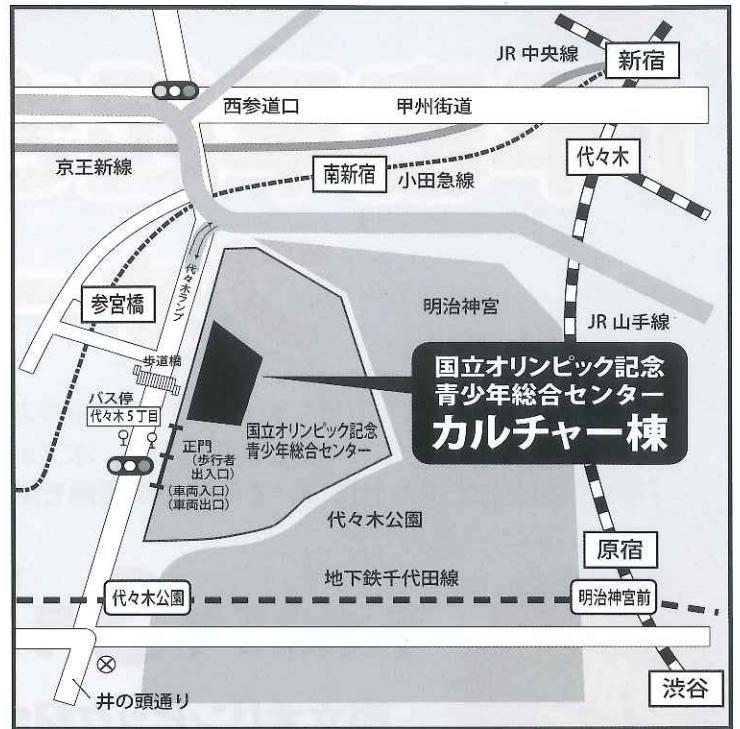 JR 中央線
新宿
西参道口
甲州街道
代々木
京王新線
南新宿
小田急線
代々木ランプ
参宮橋
明治神宮
JR 山手線
歩道橋
国立オリンピック記念
青少年総合センター
カルチャー棟
バス停
代々木5丁目
国立オリンピック記念
青少年総合センター
正門
(歩行者
出入口)
(車両入口)
(車両出口)
代々木公園
原宿
地下鉄千代田線
代々木公園
明治神宮前
渋谷
井の頭通り